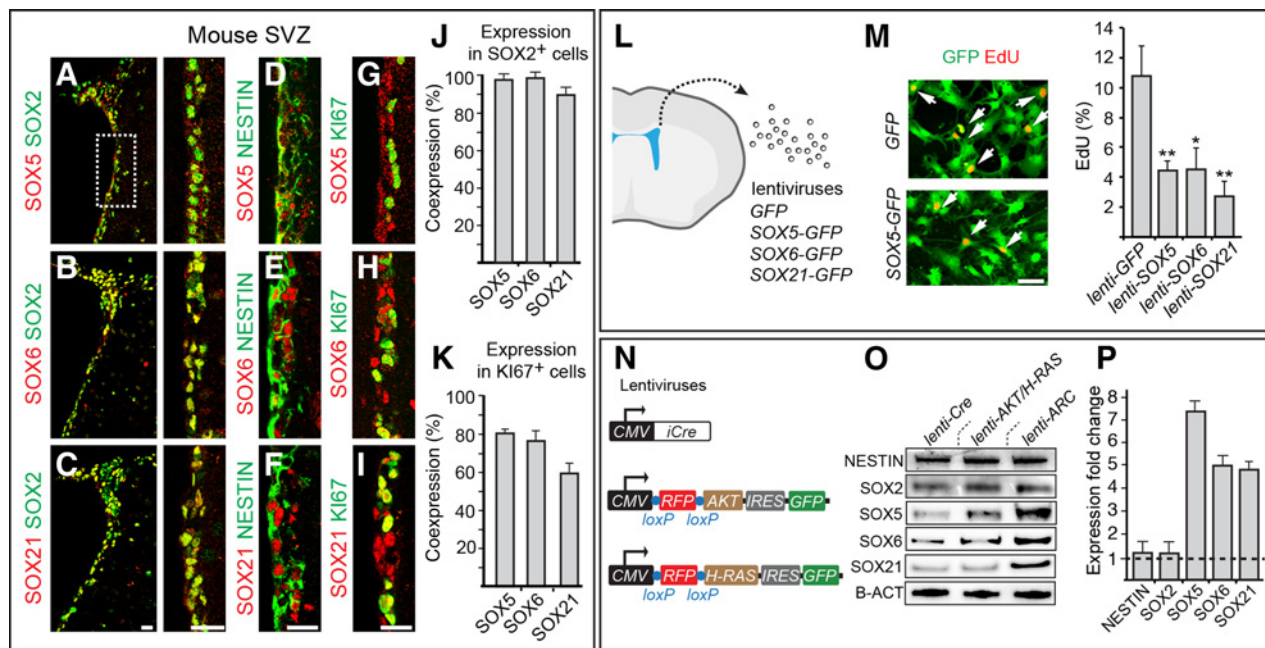 Mouse SVZ
A
D
G
SOX5 SOX2
SOX5 NESTIN
SOX5 KI67
B
E
H
SOX6 SOX2
SOX6 NESTIN
SOX6 KI67
C
F
I
SOX21 SOX2
SOX21 NESTIN
SOX21 KI67
J
Expression
in SOX2+ cells
Coexpression (%)
100
80
60
40
20
SOX5
SOX6
SOX21
K
Expression
in KI67+ cells
Coexpression (%)
100
80
60
40
20
SOX5
SOX6
SOX21
L
lentiviruses
GFP
SOX5-GFP
SOX6-GFP
SOX21-GFP
M
GFP EdU
GFP
SOX5-GFP
EdU (%)
14
12
10
8
6
4
2
**
*
**
lenti-GFP
lenti-SOX5
lenti-SOX6
lenti-SOX21
N
Lentiviruses
CMV iCre
CMV RFP AKT IRES GFP
loxP loxP
CMV RFP H-RAS IRES GFP
loxP loxP
O
lenti-Cre
lenti-AKT/H-RAS
lenti-ARC
NESTIN
SOX2
SOX5
SOX6
SOX21
B-ACT
P
Expression fold change
8
7
6
5
4
3
2
1
NESTIN
SOX2
SOX5
SOX6
SOX21